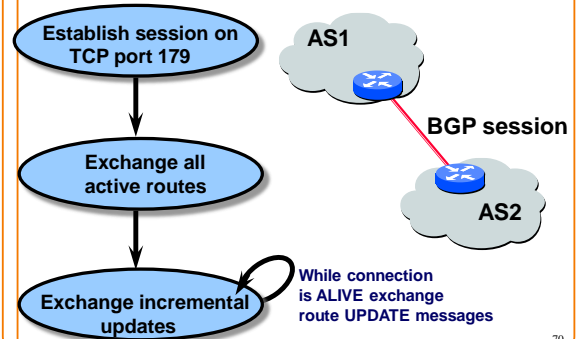 Establish session on
TCP port 179
AS1
BGP session
Exchange all
active routes
AS2
While connection
is ALIVE exchange
route UPDATE messages
Exchange incremental
updates